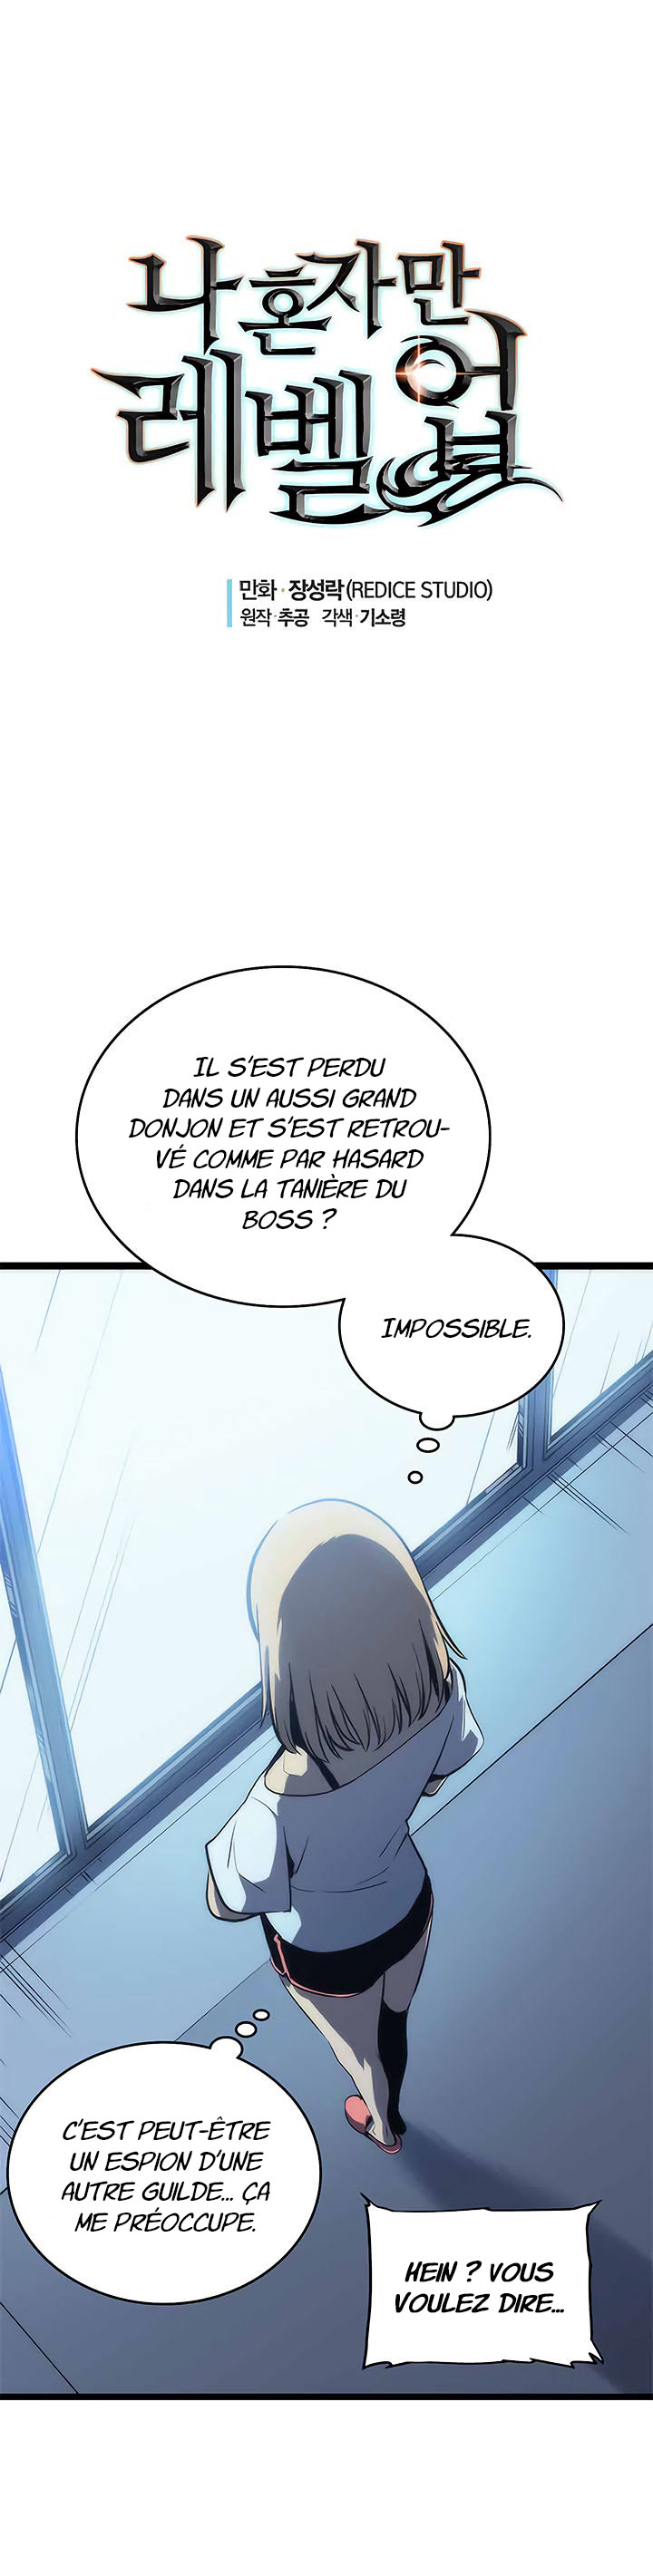 나 혼자만
레벨업
만화·장성락(REDICE STUDIO)
원작·추공 각색·기소령
IL S'EST PERDU
DANS UN AUSSI GRAND
DONJON ET S'EST RETROU-
VÉ COMME PAR HASARD
DANS LA TANIÈRE DU
BOSS ?
IMPOSSIBLE.
C'EST PEUT-ÊTRE
UN ESPION D'UNE
AUTRE GUILDE... ÇA
ME PRÉOCCUPE.
HEIN ? VOUS
VOULEZ DIRE...